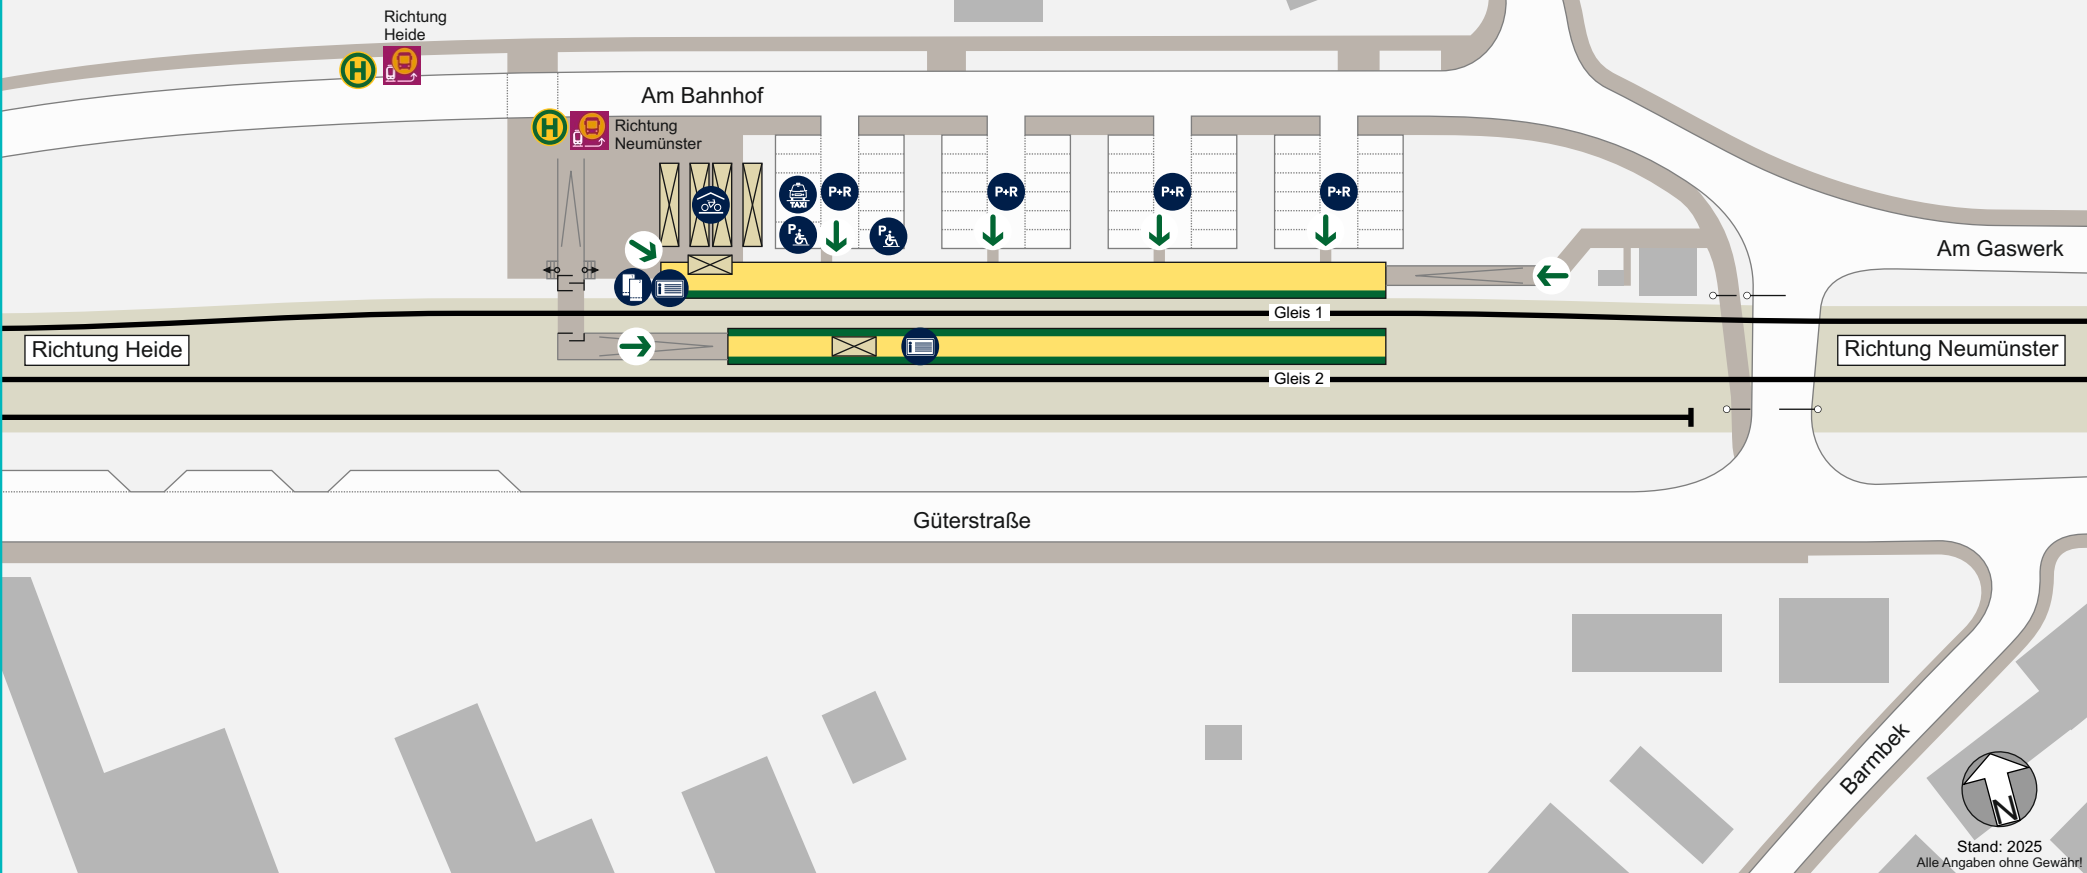 Richtung
Heide
H
Am Bahnhof
H
Richtung
Neumünster
TAXI
P+R
P+R
P+R
P+R
P
P
Am Gaswerk
Gleis 1
Richtung Heide
Richtung Neumünster
Gleis 2
Güterstraße
Barmbek
N
Stand: 2025
Alle Angaben ohne Gewähr!